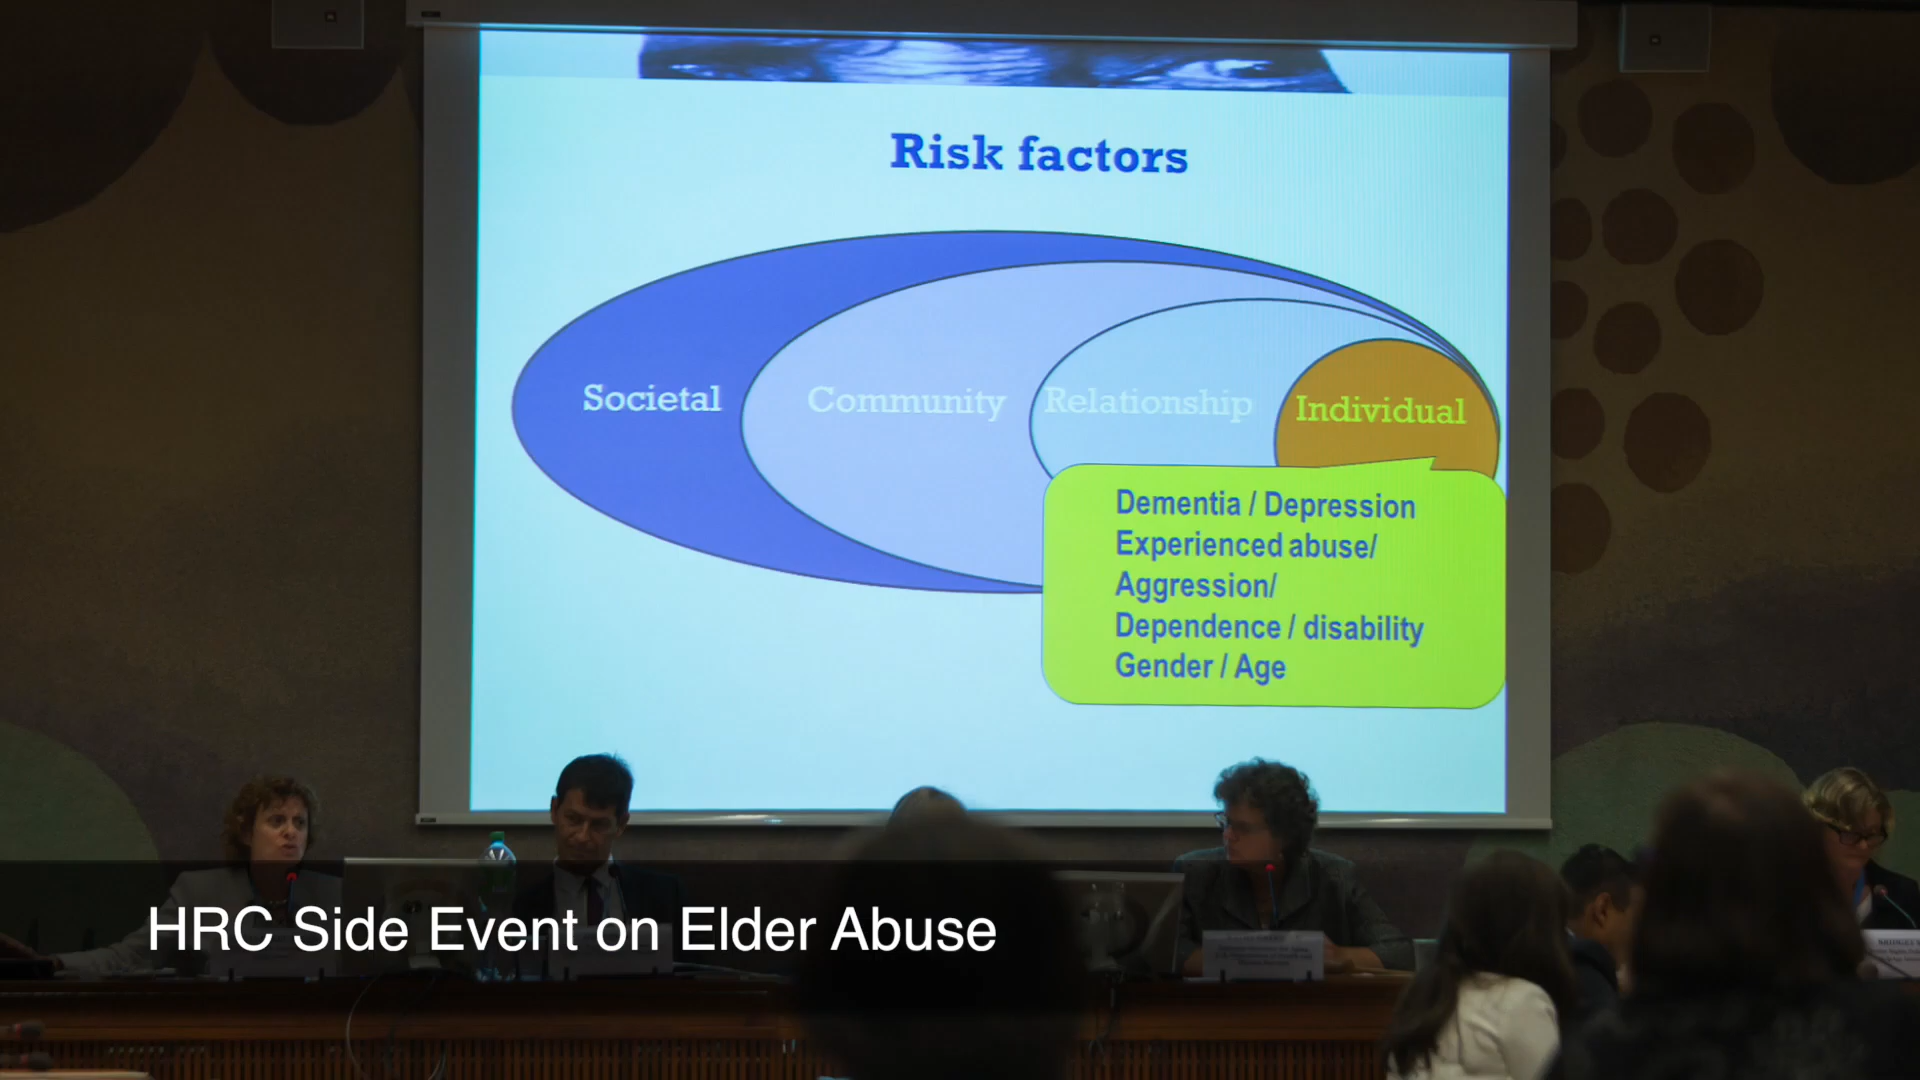 Risk factors
Societal
Community
Relationship
Individual
Dementia / Depression
Experienced abuse/
Aggression/
Dependence / disability
Gender / Age
HRC Side Event on Elder Abuse